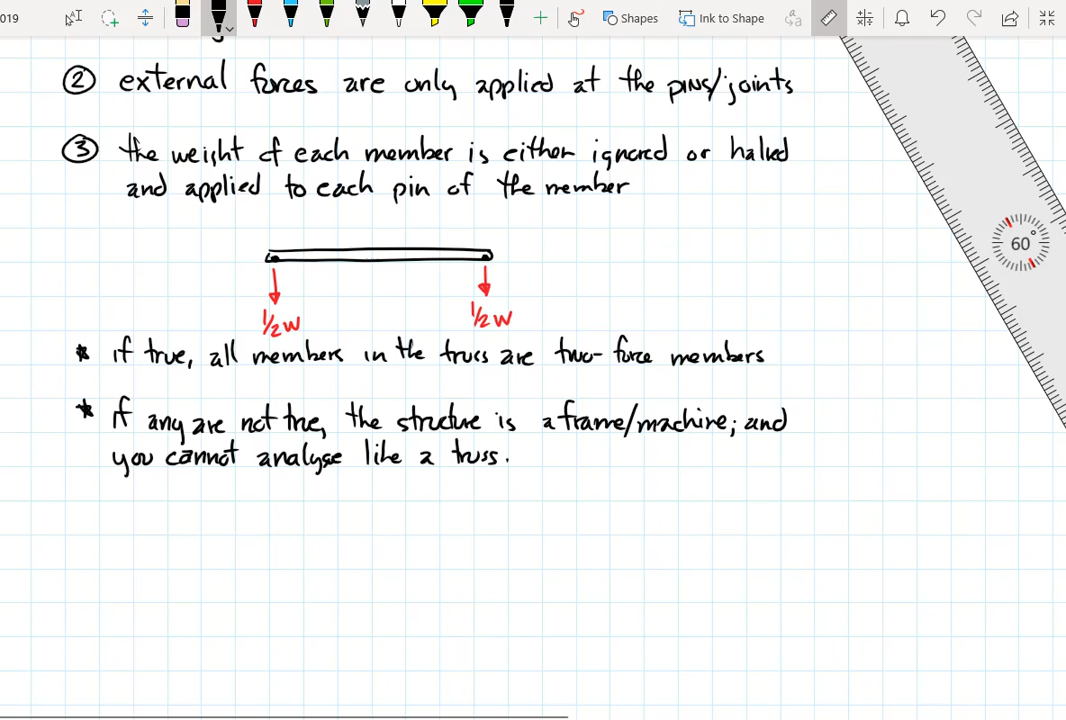 019
Shapes
Ink to Shape
② external forces are only applied at the pins/joints
③ the weight of each member is either ignored or halved
and applied to each pin of the member
60°
1/2 W
1/2 W
* if true, all members in the truss are two-force members
* if any are not true, the structure is a frame/machine; and
you cannot analyse like a truss.